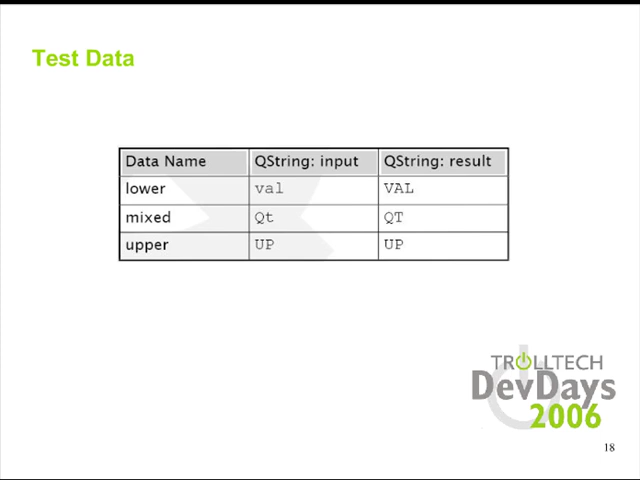 Test Data
Data Name QString: input QString: result
lower val VAL
mixed Qt QT
upper UP UP
TROLLTECH
DevDays
2006
18